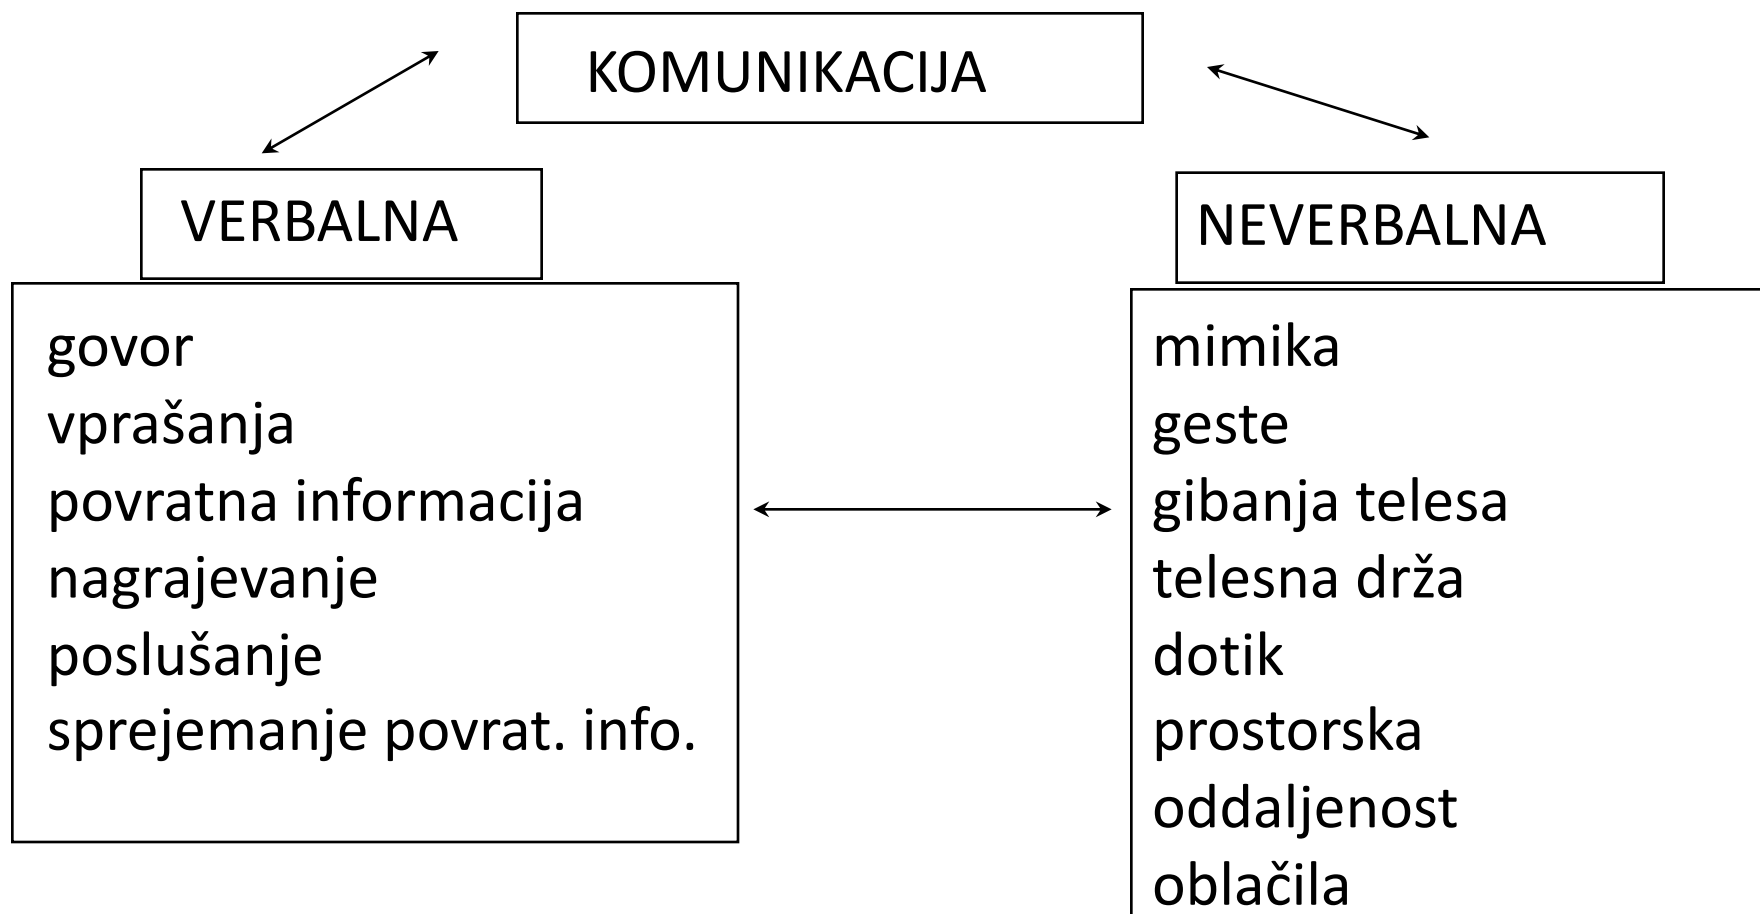 KOMUNIKACIJA
VERBALNA
govor
vprašanja
povratna informacija
nagrajevanje
poslušanje
sprejemanje povrat. info.
NEVERBALNA
mimika
geste
gibanja telesa
telesna drža
dotik
prostorska
oddaljenost
oblačila